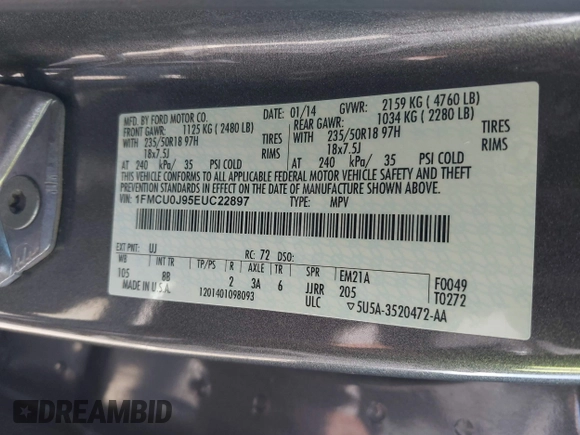 MFD. BY FORD MOTOR CO. DATE: 01/14 GVWR: 2159 KG ( 4760 LB)
FRONT GAWR: 1125 KG ( 2480 LB) REAR GAWR: 1034 KG ( 2280 LB)
WITH 235/50R18 97H TIRES WITH 235/50R18 97H TIRES
18x7.5J RIMS 18x7.5J RIMS
AT 240 kPa/ 35 PSI COLD AT 240 kPa/ 35 PSI COLD
THIS VEHICLE CONFORMS TO ALL APPLICABLE FEDERAL MOTOR VEHICLE SAFETY AND THEFT
PREVENTION STANDARDS IN EFFECT ON THE DATE OF MANUFACTURE SHOWN ABOVE.
VIN: 1FMCU0J95EUC22897 TYPE: MPV
EXT PNT: UJ RC: 72 DSO:
WB INT TR TP/PS R AXLE TR SPR EM21A F0049
105 8B 2 3A 6 JJRR 205 T0272
MADE IN U.S.A. 1201401098093 ULC ▽5U5A-3520472-AA
DREAMBID